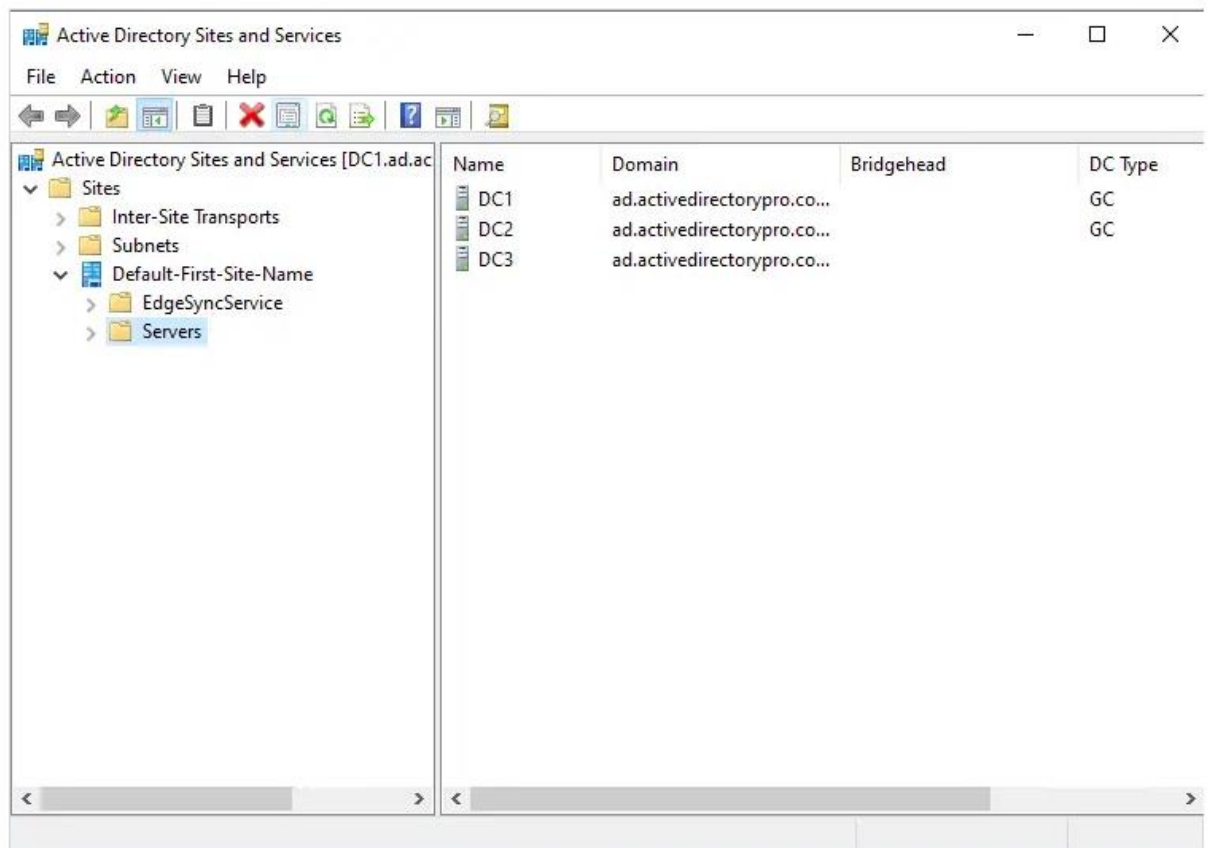 Active Directory Sites and Services
File Action View Help
Active Directory Sites and Services [DC1.ad.ac
Sites
Inter-Site Transports
Subnets
Default-First-Site-Name
EdgeSyncService
Servers
Name Domain Bridgehead DC Type
DC1 ad.activedirectorypro.co... GC
DC2 ad.activedirectorypro.co... GC
DC3 ad.activedirectorypro.co...